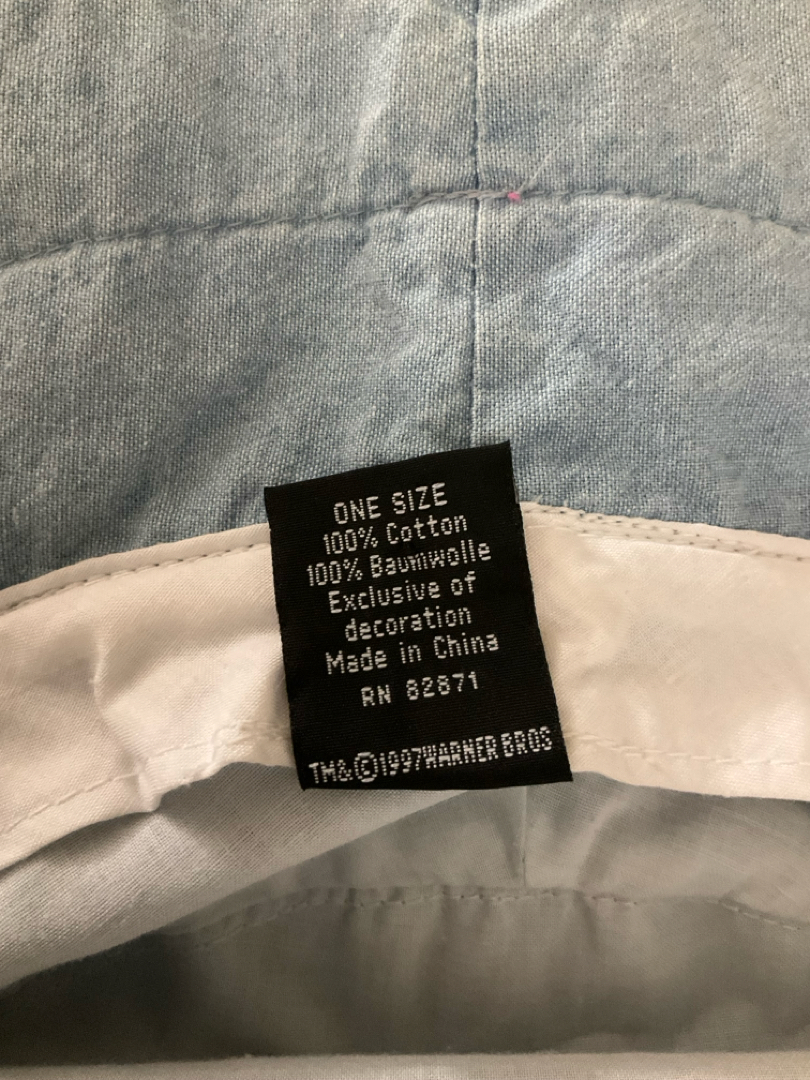 ONE SIZE
100% Cotton
100% Baumwolle
Exclusive of
decoration
Made in China
RN 82871
TM&©1997WARNER BROS